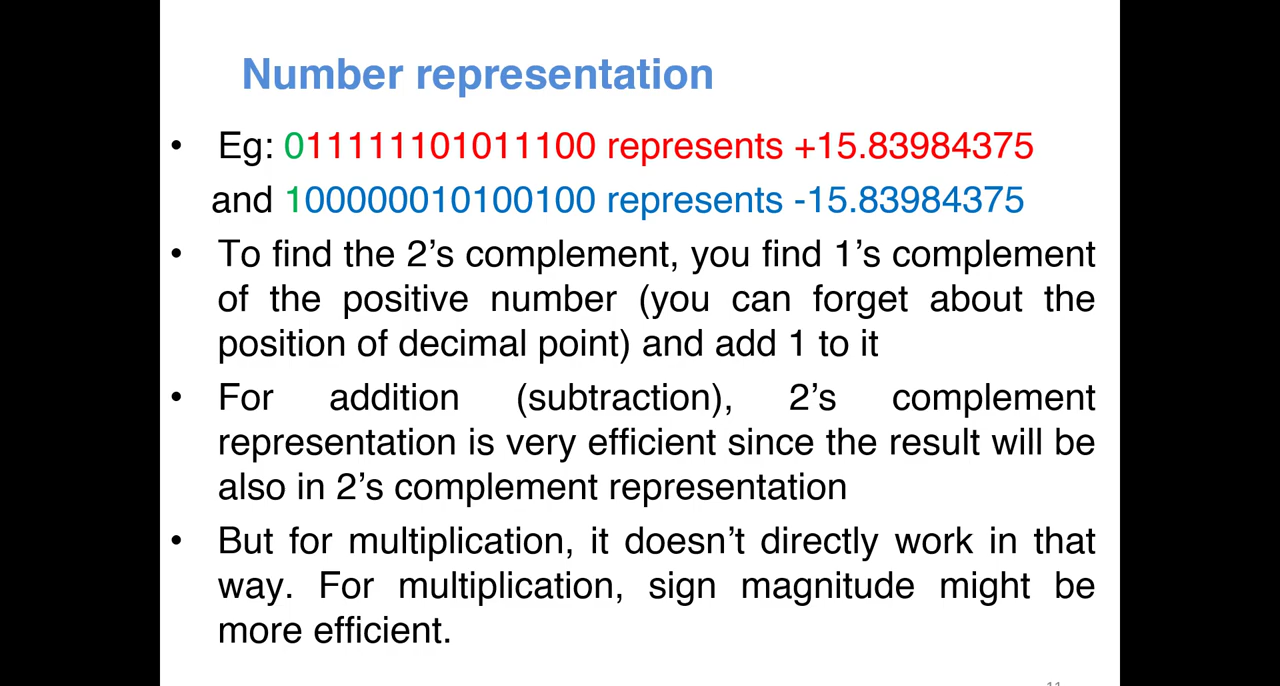 Number representation
• Eg: 011111101011100 represents +15.83984375
and 100000010100100 represents -15.83984375
• To find the 2’s complement, you find 1’s complement
of the positive number (you can forget about the
position of decimal point) and add 1 to it
• For addition (subtraction), 2’s complement
representation is very efficient since the result will be
also in 2’s complement representation
• But for multiplication, it doesn’t directly work in that
way. For multiplication, sign magnitude might be
more efficient.